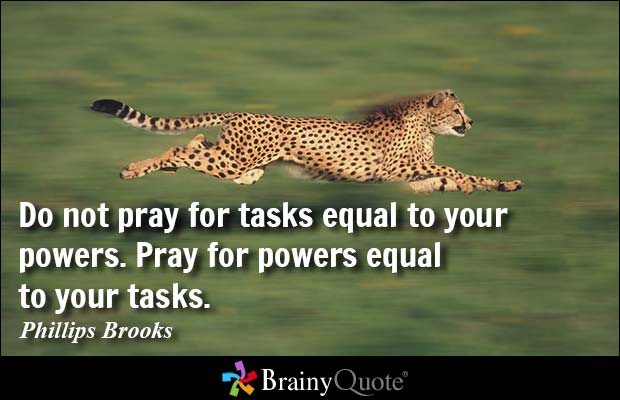 Do not pray for tasks equal to your
powers. Pray for powers equal
to your tasks.
Phillips Brooks
BrainyQuote®